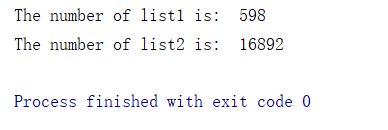 The number of list1 is:  598
The number of list2 is:  16892
Process finished with exit code 0